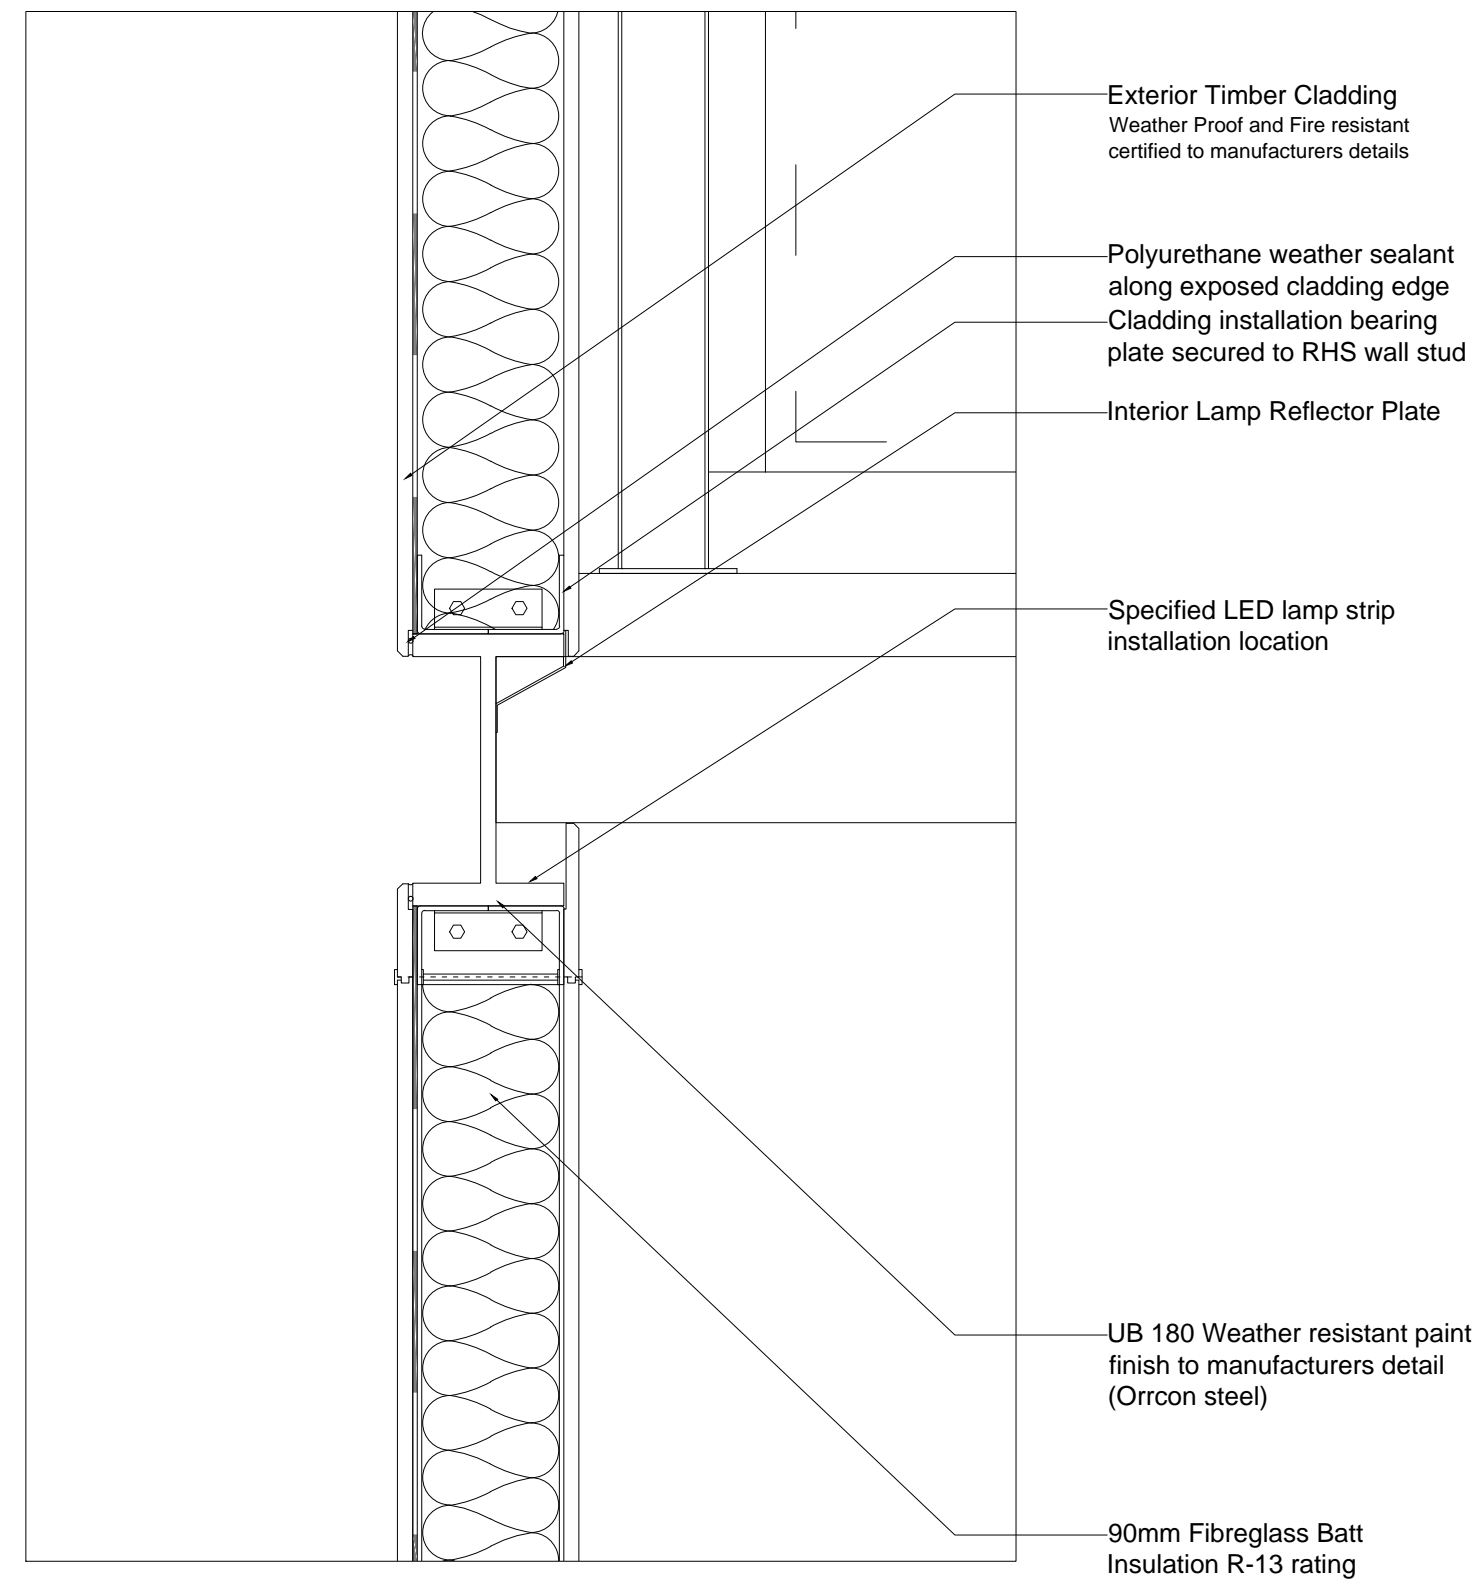 Exterior Timber Cladding
Weather Proof and Fire resistant
certified to manufacturers details
Polyurethane weather sealant
along exposed cladding edge
Cladding installation bearing
plate secured to RHS wall stud
Interior Lamp Reflector Plate
Specified LED lamp strip
installation location
UB 180 Weather resistant paint
finish to manufacturers detail
(Orrcon steel)
90mm Fibreglass Batt
Insulation R-13 rating